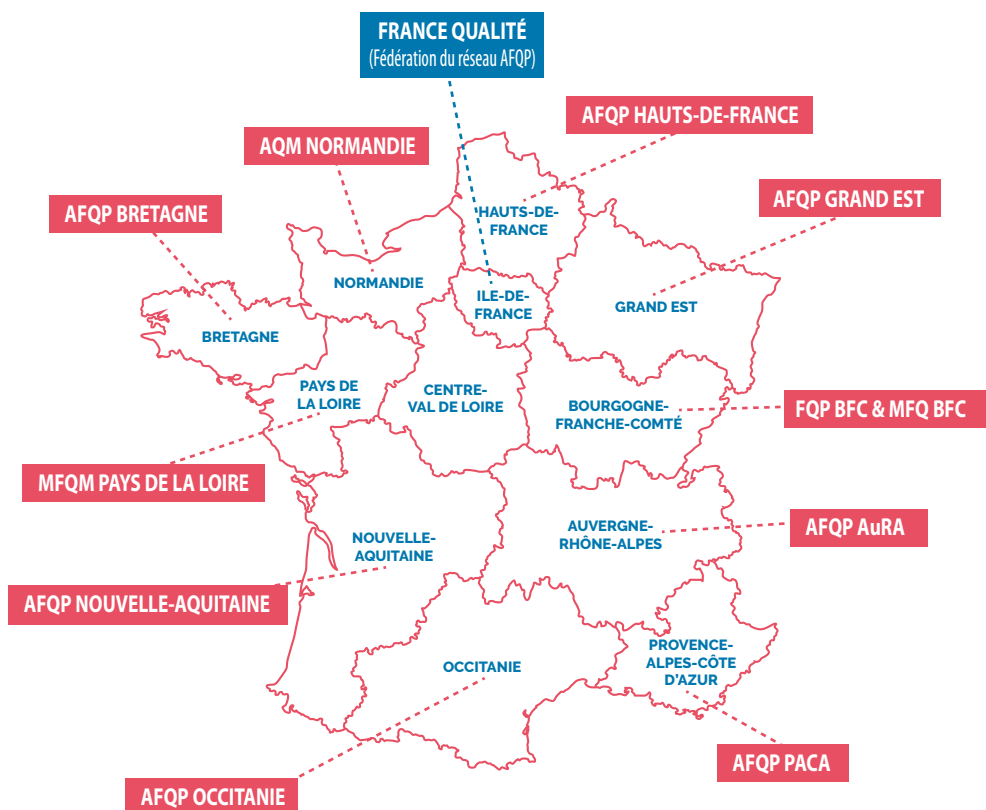 FRANCE QUALITÉ
(Fédération du réseau AFQP)
AFQP HAUTS-DE-FRANCE
AQM NORMANDIE
AFQP BRETAGNE
AFQP GRAND EST
HAUTS-DE-
FRANCE
NORMANDIE
ILE-DE-
FRANCE
GRAND EST
BRETAGNE
PAYS DE
LA LOIRE
CENTRE-
VAL DE LOIRE
BOURGOGNE-
FRANCHE-COMTÉ
FQP BFC & MFQ BFC
MFQM PAYS DE LA LOIRE
AUVERGNE-
RHÔNE-ALPES
AFQP AuRA
NOUVELLE-
AQUITAINE
AFQP NOUVELLE-AQUITAINE
OCCITANIE
PROVENCE-
ALPES-CÔTE
D'AZUR
AFQP PACA
AFQP OCCITANIE